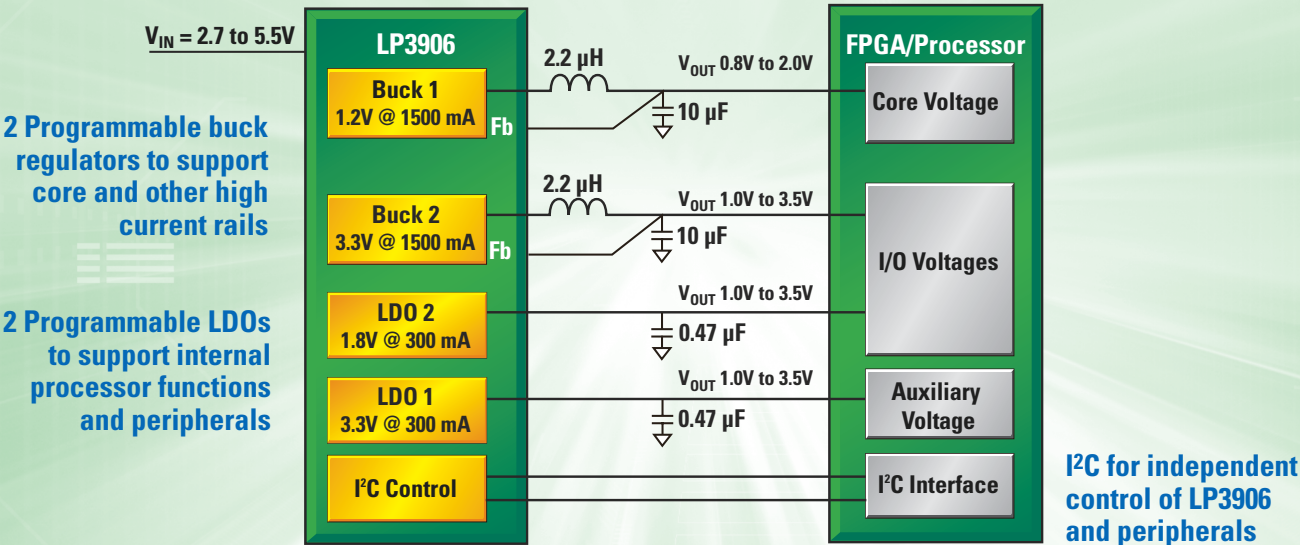 V_IN = 2.7 to 5.5V
LP3906
FPGA/Processor
2 Programmable buck
regulators to support
core and other high
current rails
2 Programmable LDOs
to support internal
processor functions
and peripherals
Buck 1
1.2V @ 1500 mA
Fb
2.2 µH
V_OUT 0.8V to 2.0V
10 µF
Core Voltage
Buck 2
3.3V @ 1500 mA
Fb
2.2 µH
V_OUT 1.0V to 3.5V
10 µF
I/O Voltages
LDO 2
1.8V @ 300 mA
V_OUT 1.0V to 3.5V
0.47 µF
LDO 1
3.3V @ 300 mA
V_OUT 1.0V to 3.5V
0.47 µF
Auxiliary
Voltage
I²C Control
I²C Interface
I²C for independent
control of LP3906
and peripherals